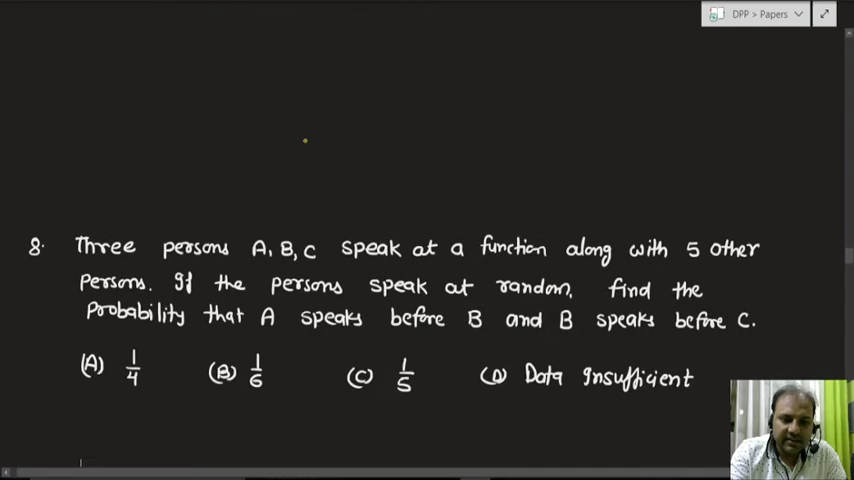 DPP > Papers
8. Three persons A, B, C speak at a function along with 5 other
persons. If the persons speak at random, find the
Probability that A speaks before B and B speaks before C.
(A) 1/4 (B) 1/6 (C) 1/5 (D) Data Insufficient